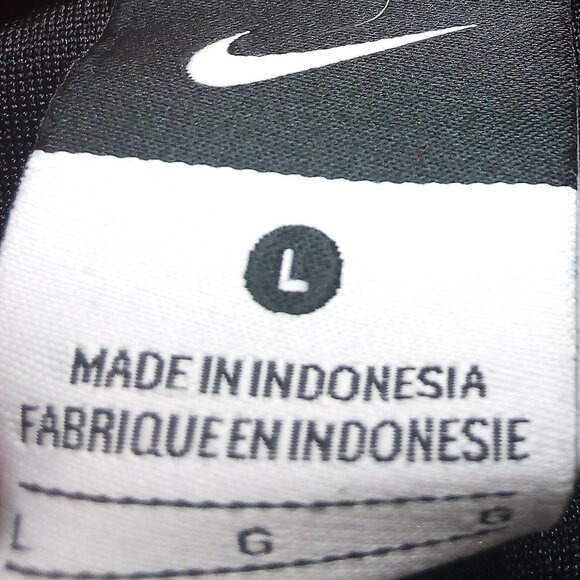 L
MADE IN INDONESIA
FABRIQUE EN INDONESIE
L G G